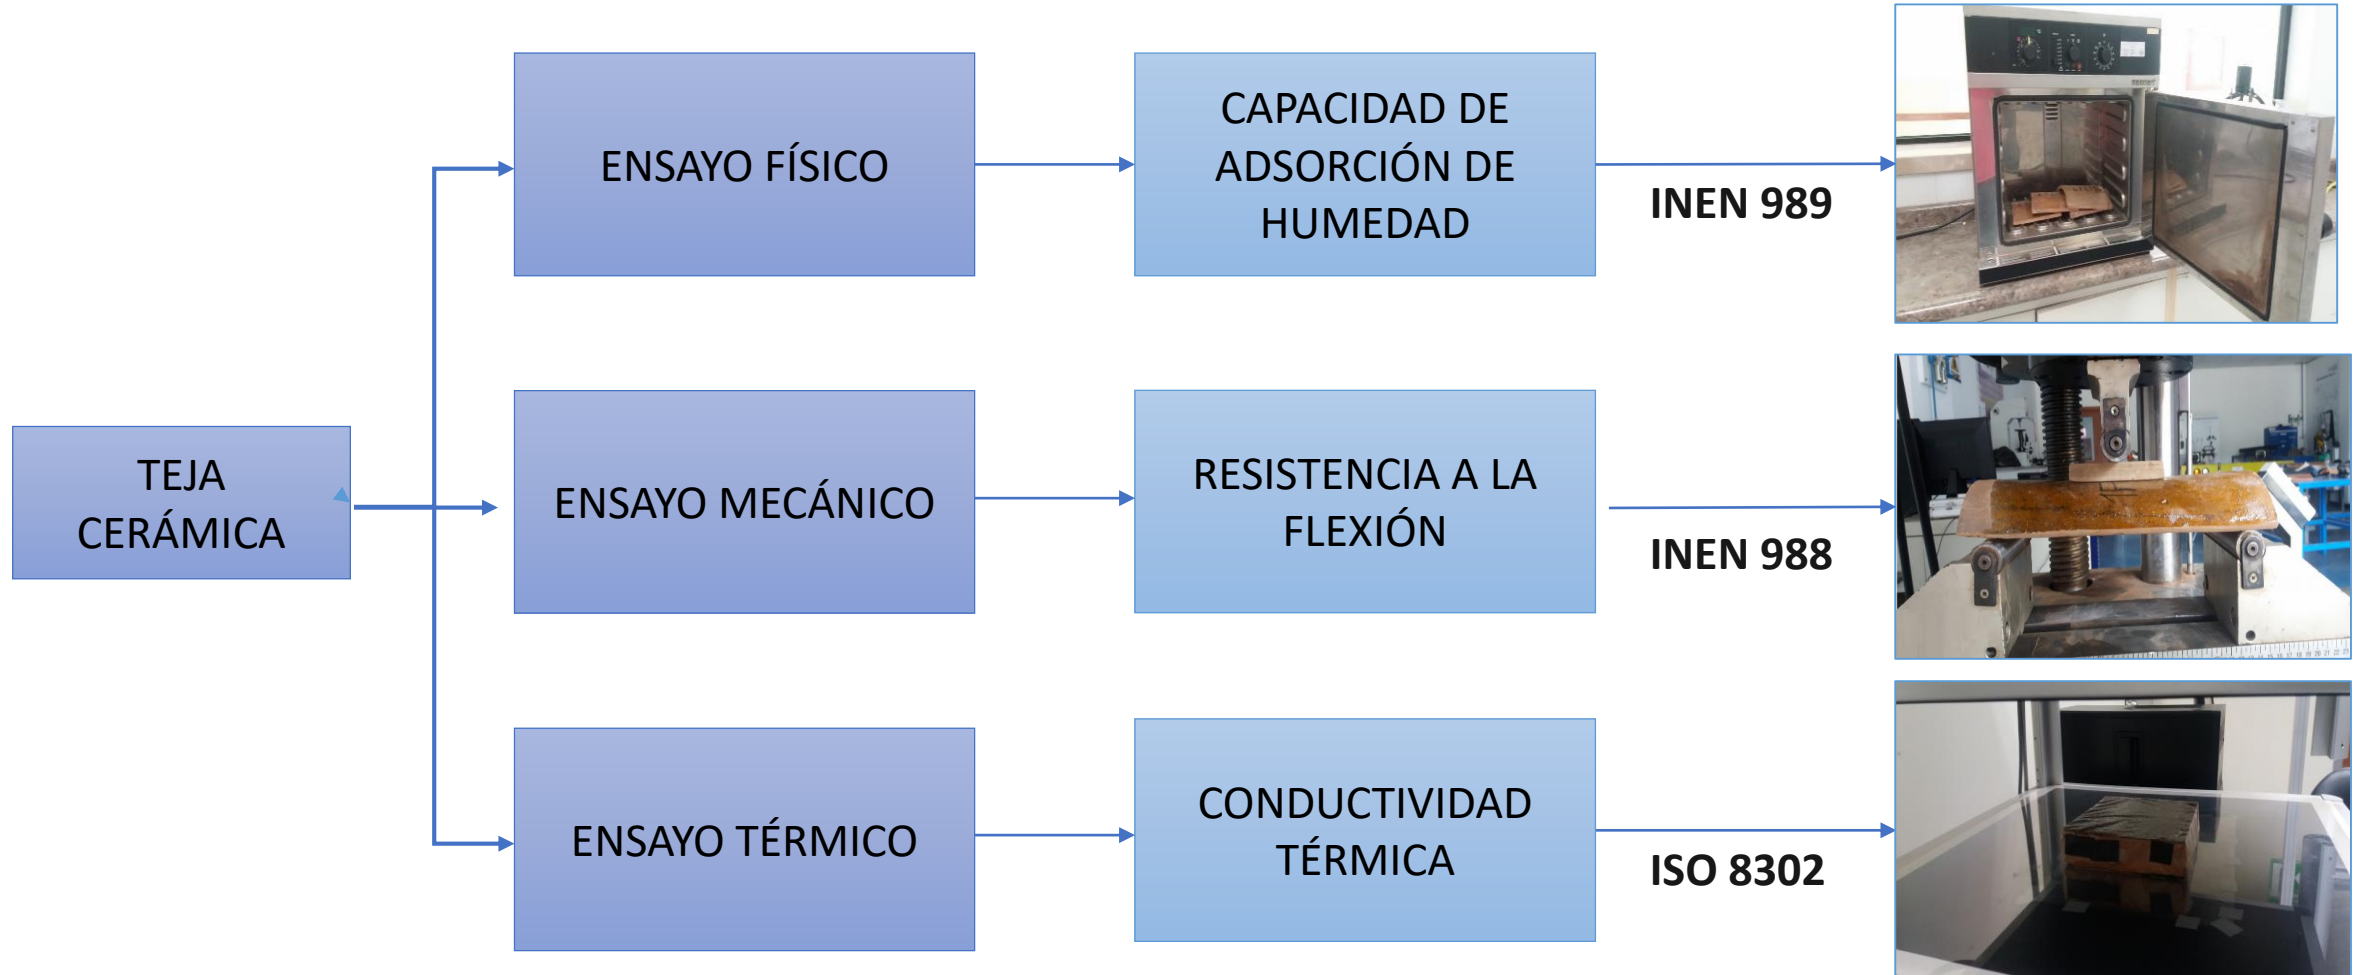 TEJA
CERÁMICA
ENSAYO FÍSICO
CAPACIDAD DE
ADSORCIÓN DE
HUMEDAD
INEN 989
ENSAYO MECÁNICO
RESISTENCIA A LA
FLEXIÓN
INEN 988
ENSAYO TÉRMICO
CONDUCTIVIDAD
TÉRMICA
ISO 8302